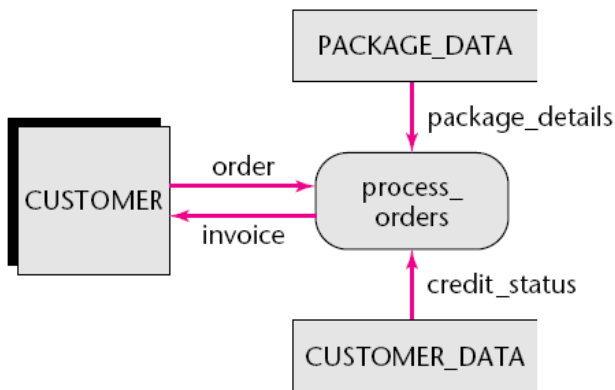 PACKAGE_DATA
package_details
order
CUSTOMER
process_
orders
invoice
credit_status
CUSTOMER_DATA